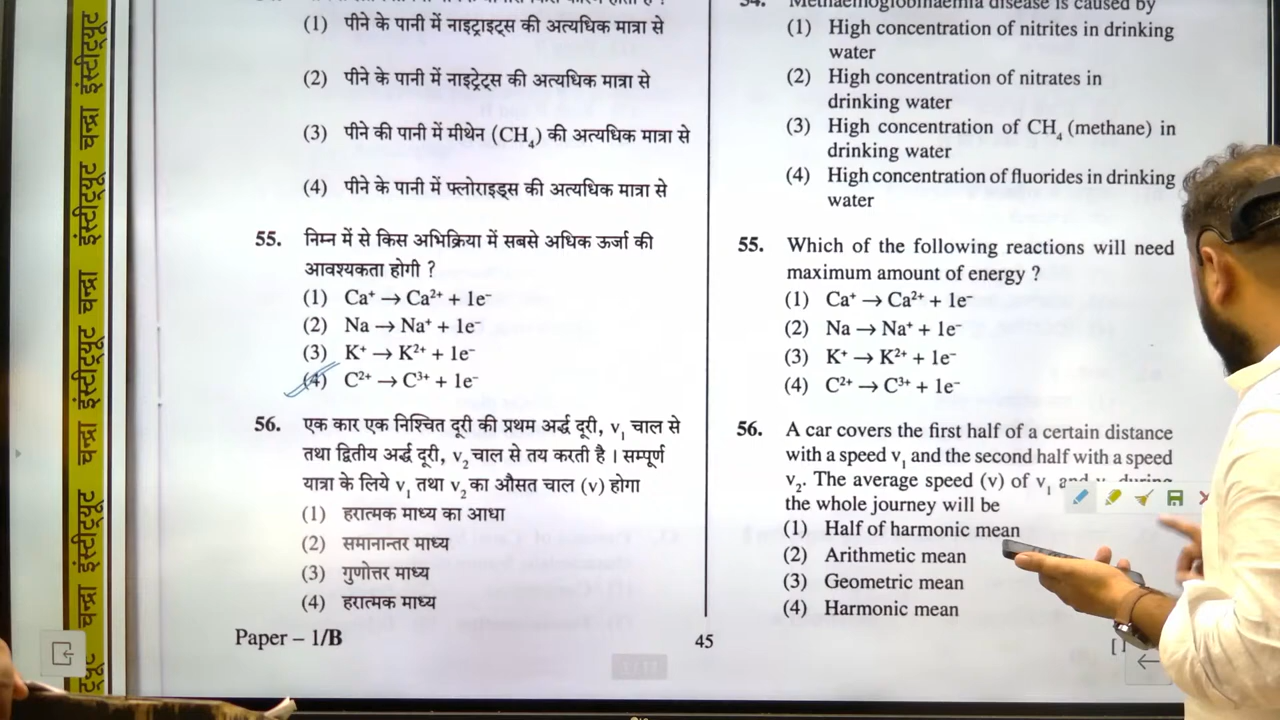 (1) पीने के पानी में नाइट्राइट्स की अत्यधिक मात्रा से
(2) पीने के पानी में नाइट्रेट्स की अत्यधिक मात्रा से
(3) पीने की पानी में मीथेन (CH₄) की अत्यधिक मात्रा से
(4) पीने के पानी में फ्लोराइड्स की अत्यधिक मात्रा से
55. निम्न में से किस अभिक्रिया में सबसे अधिक ऊर्जा की
आवश्यकता होगी ?
(1) Ca⁺ → Ca²⁺ + 1e⁻
(2) Na → Na⁺ + 1e⁻
(3) K⁺ → K²⁺ + 1e⁻
(4) C²⁺ → C³⁺ + 1e⁻
56. एक कार एक निश्चित दूरी की प्रथम अर्द्ध दूरी, v₁ चाल से
तथा द्वितीय अर्द्ध दूरी, v₂ चाल से तय करती है । सम्पूर्ण
यात्रा के लिये v₁ तथा v₂ का औसत चाल (v) होगा
(1) हरात्मक माध्य का आधा
(2) समानान्तर माध्य
(3) गुणोत्तर माध्य
(4) हरात्मक माध्य
54. Methaemoglobinaemia disease is caused by
(1) High concentration of nitrites in drinking
water
(2) High concentration of nitrates in
drinking water
(3) High concentration of CH₄ (methane) in
drinking water
(4) High concentration of fluorides in drinking
water
55. Which of the following reactions will need
maximum amount of energy ?
(1) Ca⁺ → Ca²⁺ + 1e⁻
(2) Na → Na⁺ + 1e⁻
(3) K⁺ → K²⁺ + 1e⁻
(4) C²⁺ → C³⁺ + 1e⁻
56. A car covers the first half of a certain distance
with a speed v₁ and the second half with a speed
v₂. The average speed (v) of v₁ and
the whole journey will be
(1) Half of harmonic mean
(2) Arithmetic mean
(3) Geometric mean
(4) Harmonic mean
Paper – 1/B
45
चन्द्रा इंस्टीट्यूट चन्द्रा इंस्टीट्यूट चन्द्रा इंस्टीट्यूट